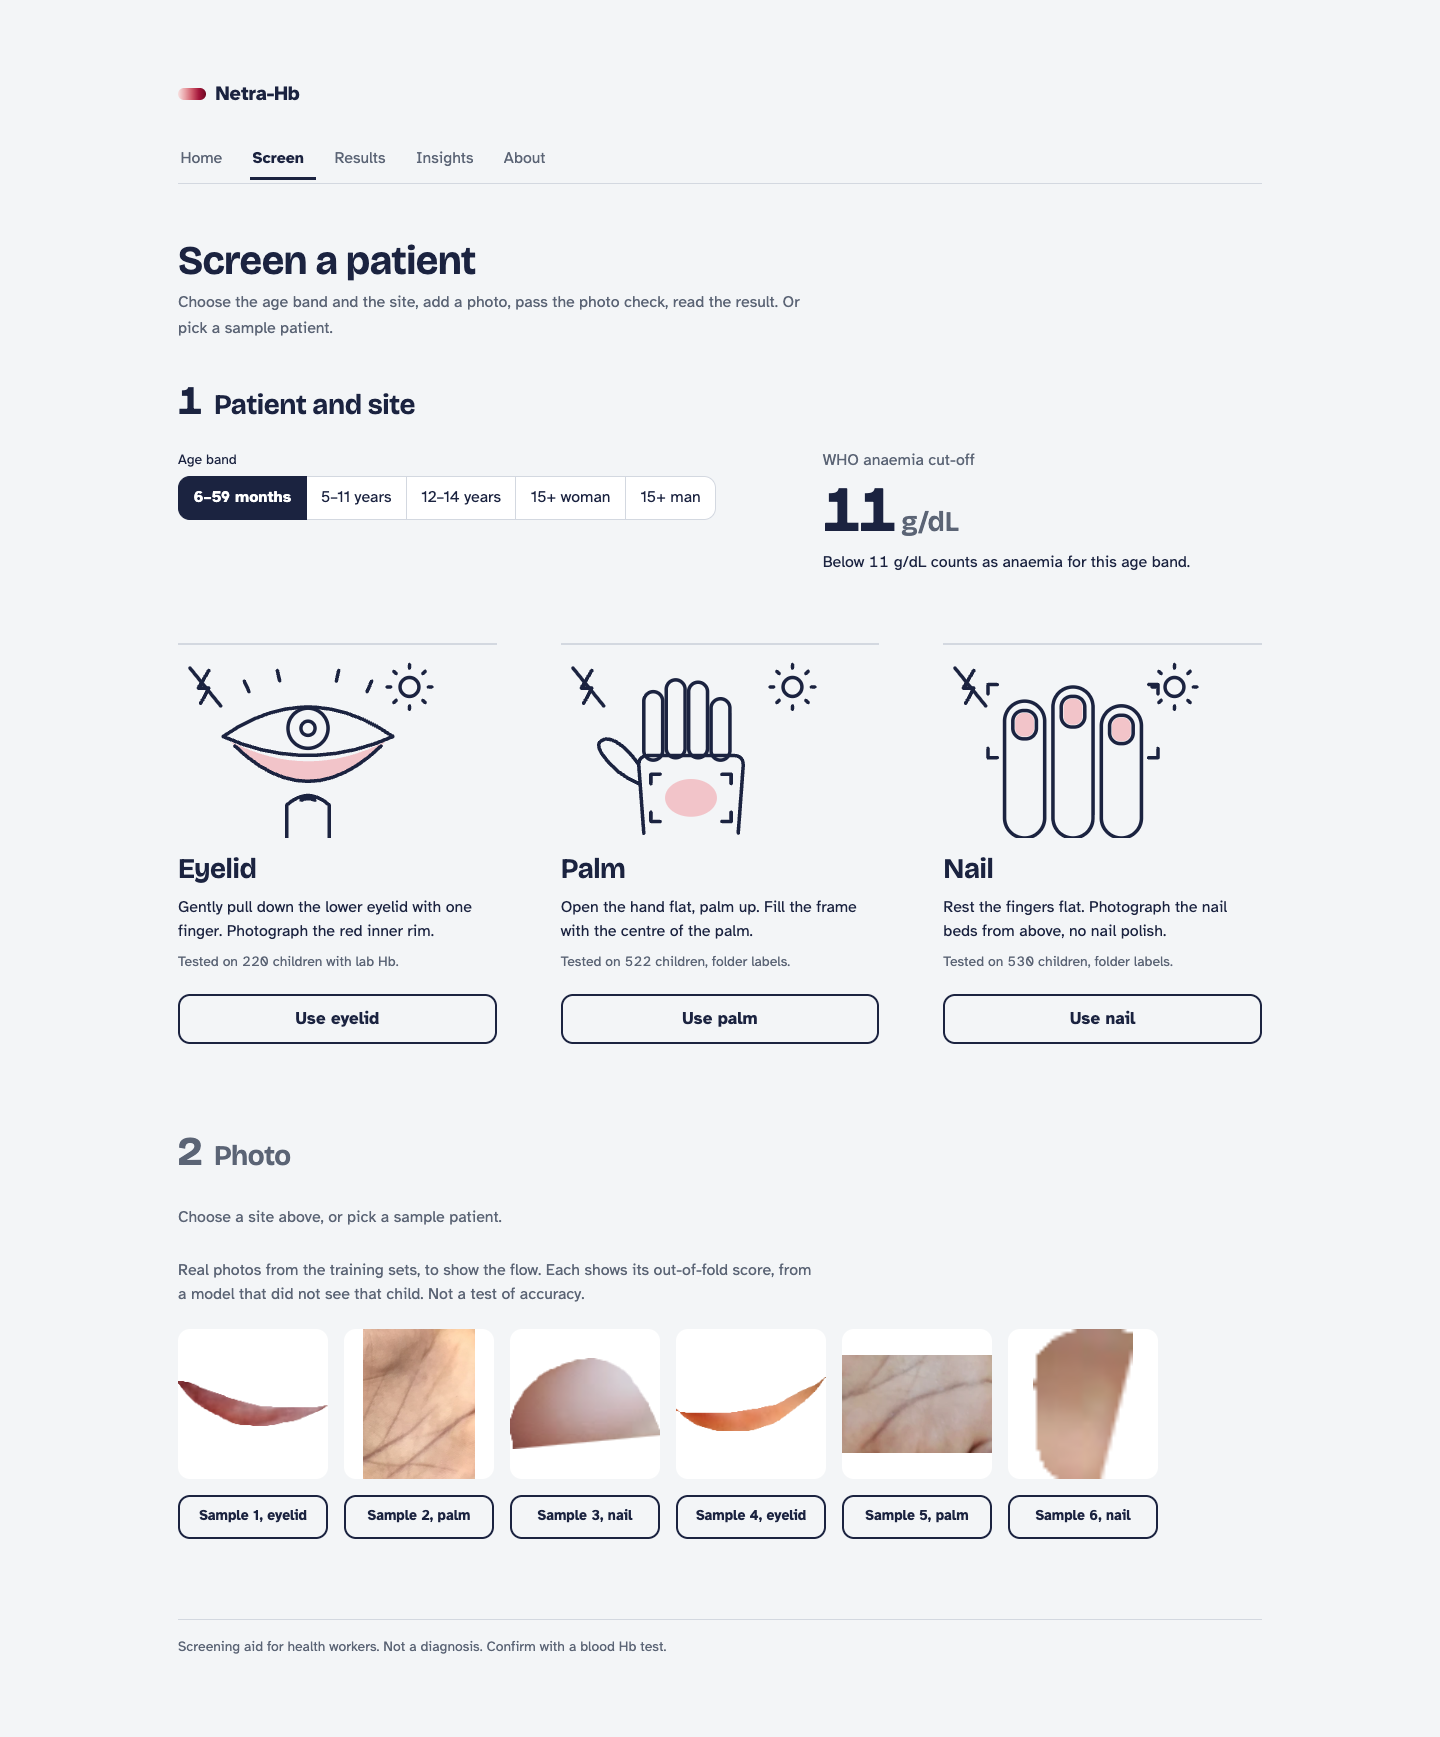 Netra-Hb
Home Screen Results Insights About
Screen a patient
Choose the age band and the site, add a photo, pass the photo check, read the result. Or
pick a sample patient.
1 Patient and site
Age band
6–59 months 5–11 years 12–14 years 15+ woman 15+ man
WHO anaemia cut-off
11 g/dL
Below 11 g/dL counts as anaemia for this age band.
Eyelid
Gently pull down the lower eyelid with one
finger. Photograph the red inner rim.
Tested on 220 children with lab Hb.
Use eyelid
Palm
Open the hand flat, palm up. Fill the frame
with the centre of the palm.
Tested on 522 children, folder labels.
Use palm
Nail
Rest the fingers flat. Photograph the nail
beds from above, no nail polish.
Tested on 530 children, folder labels.
Use nail
2 Photo
Choose a site above, or pick a sample patient.
Real photos from the training sets, to show the flow. Each shows its out-of-fold score, from
a model that did not see that child. Not a test of accuracy.
Sample 1, eyelid
Sample 2, palm
Sample 3, nail
Sample 4, eyelid
Sample 5, palm
Sample 6, nail
Screening aid for health workers. Not a diagnosis. Confirm with a blood Hb test.